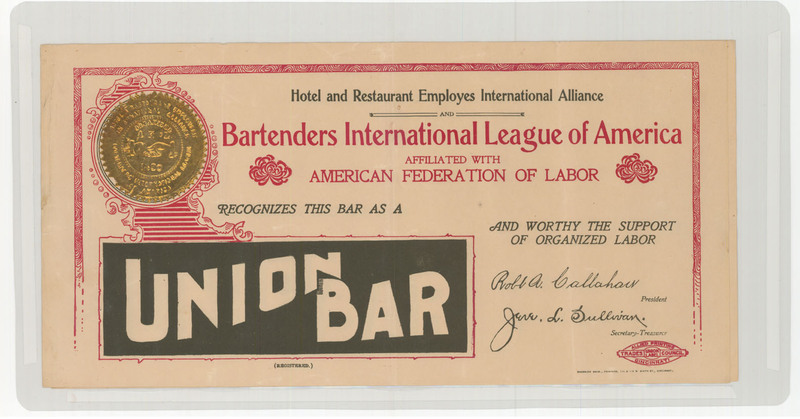 Hotel and Restaurant Employes International Alliance
AND
Bartenders International League of America
AFFILIATED WITH
AMERICAN FEDERATION OF LABOR
RECOGNIZES THIS BAR AS A
AND WORTHY THE SUPPORT
OF ORGANIZED LABOR
UNION
BAR
(REGISTERED.)
Robt A. Callahan
President
Jere. L. Sullivan.
Secretary-Treasurer
ALLIED PRINTING
TRADES UNION LABEL COUNCIL
CINCINNATI